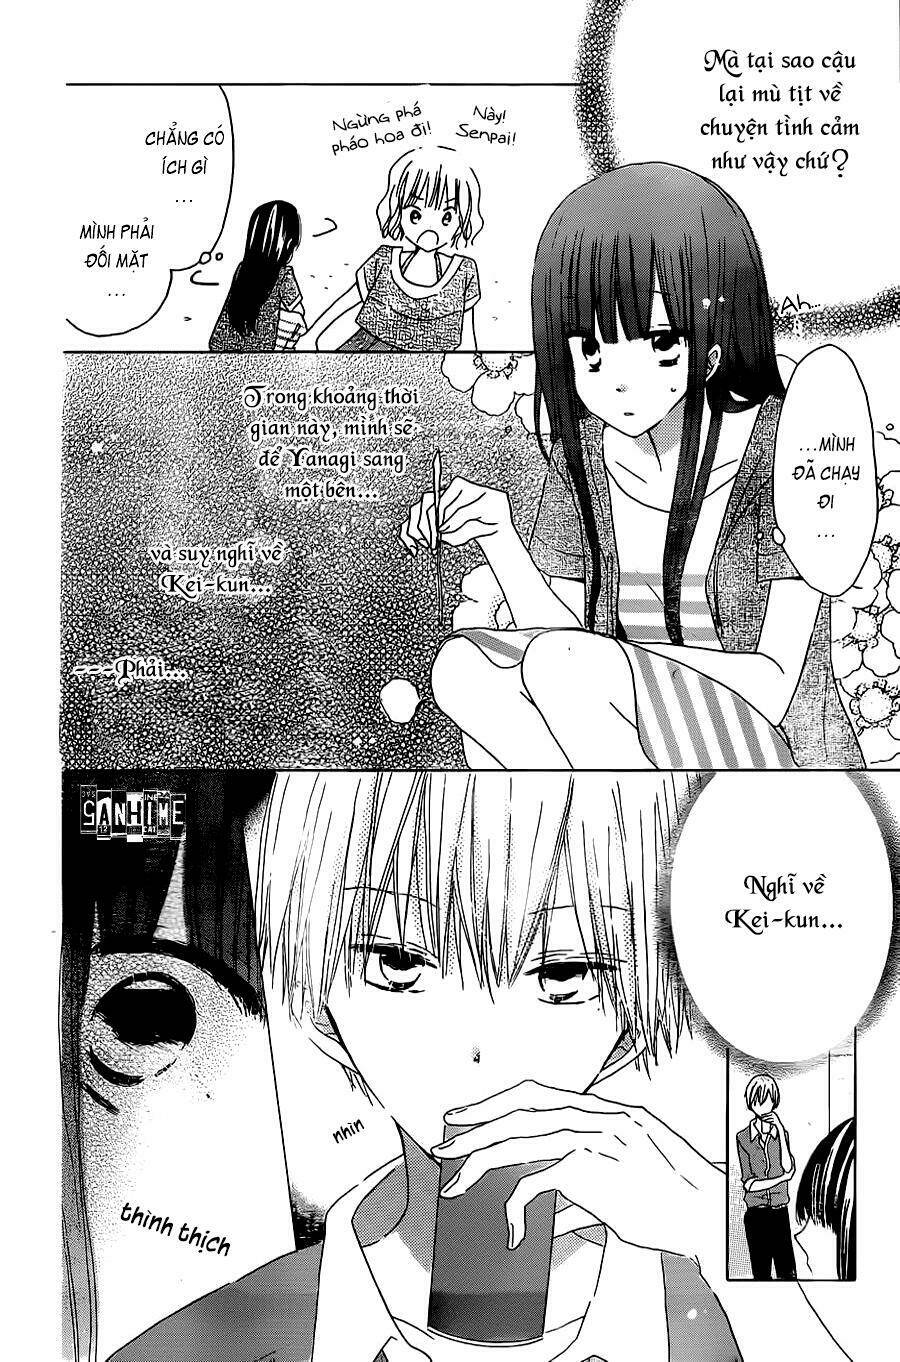 Mà tại sao cậu
lại mù tịt về
chuyện tình cảm
như vậy chứ?
Ah...
...MÌNH
ĐÃ CHẠY
ĐI
...
Này!
Senpai!
Ngừng phá
pháo hoa đi!
CHẲNG CÓ
ÍCH GÌ
...
MÌNH PHẢI
ĐỐI MẶT
...
Trong khoảng thời
gian này, mình sẽ
để Yanagi sang
một bên...
và suy nghĩ về
Kei-kun...
---Phải...
Nghĩ về
Kei-kun...
nhìn
thình thịch
SANHIME